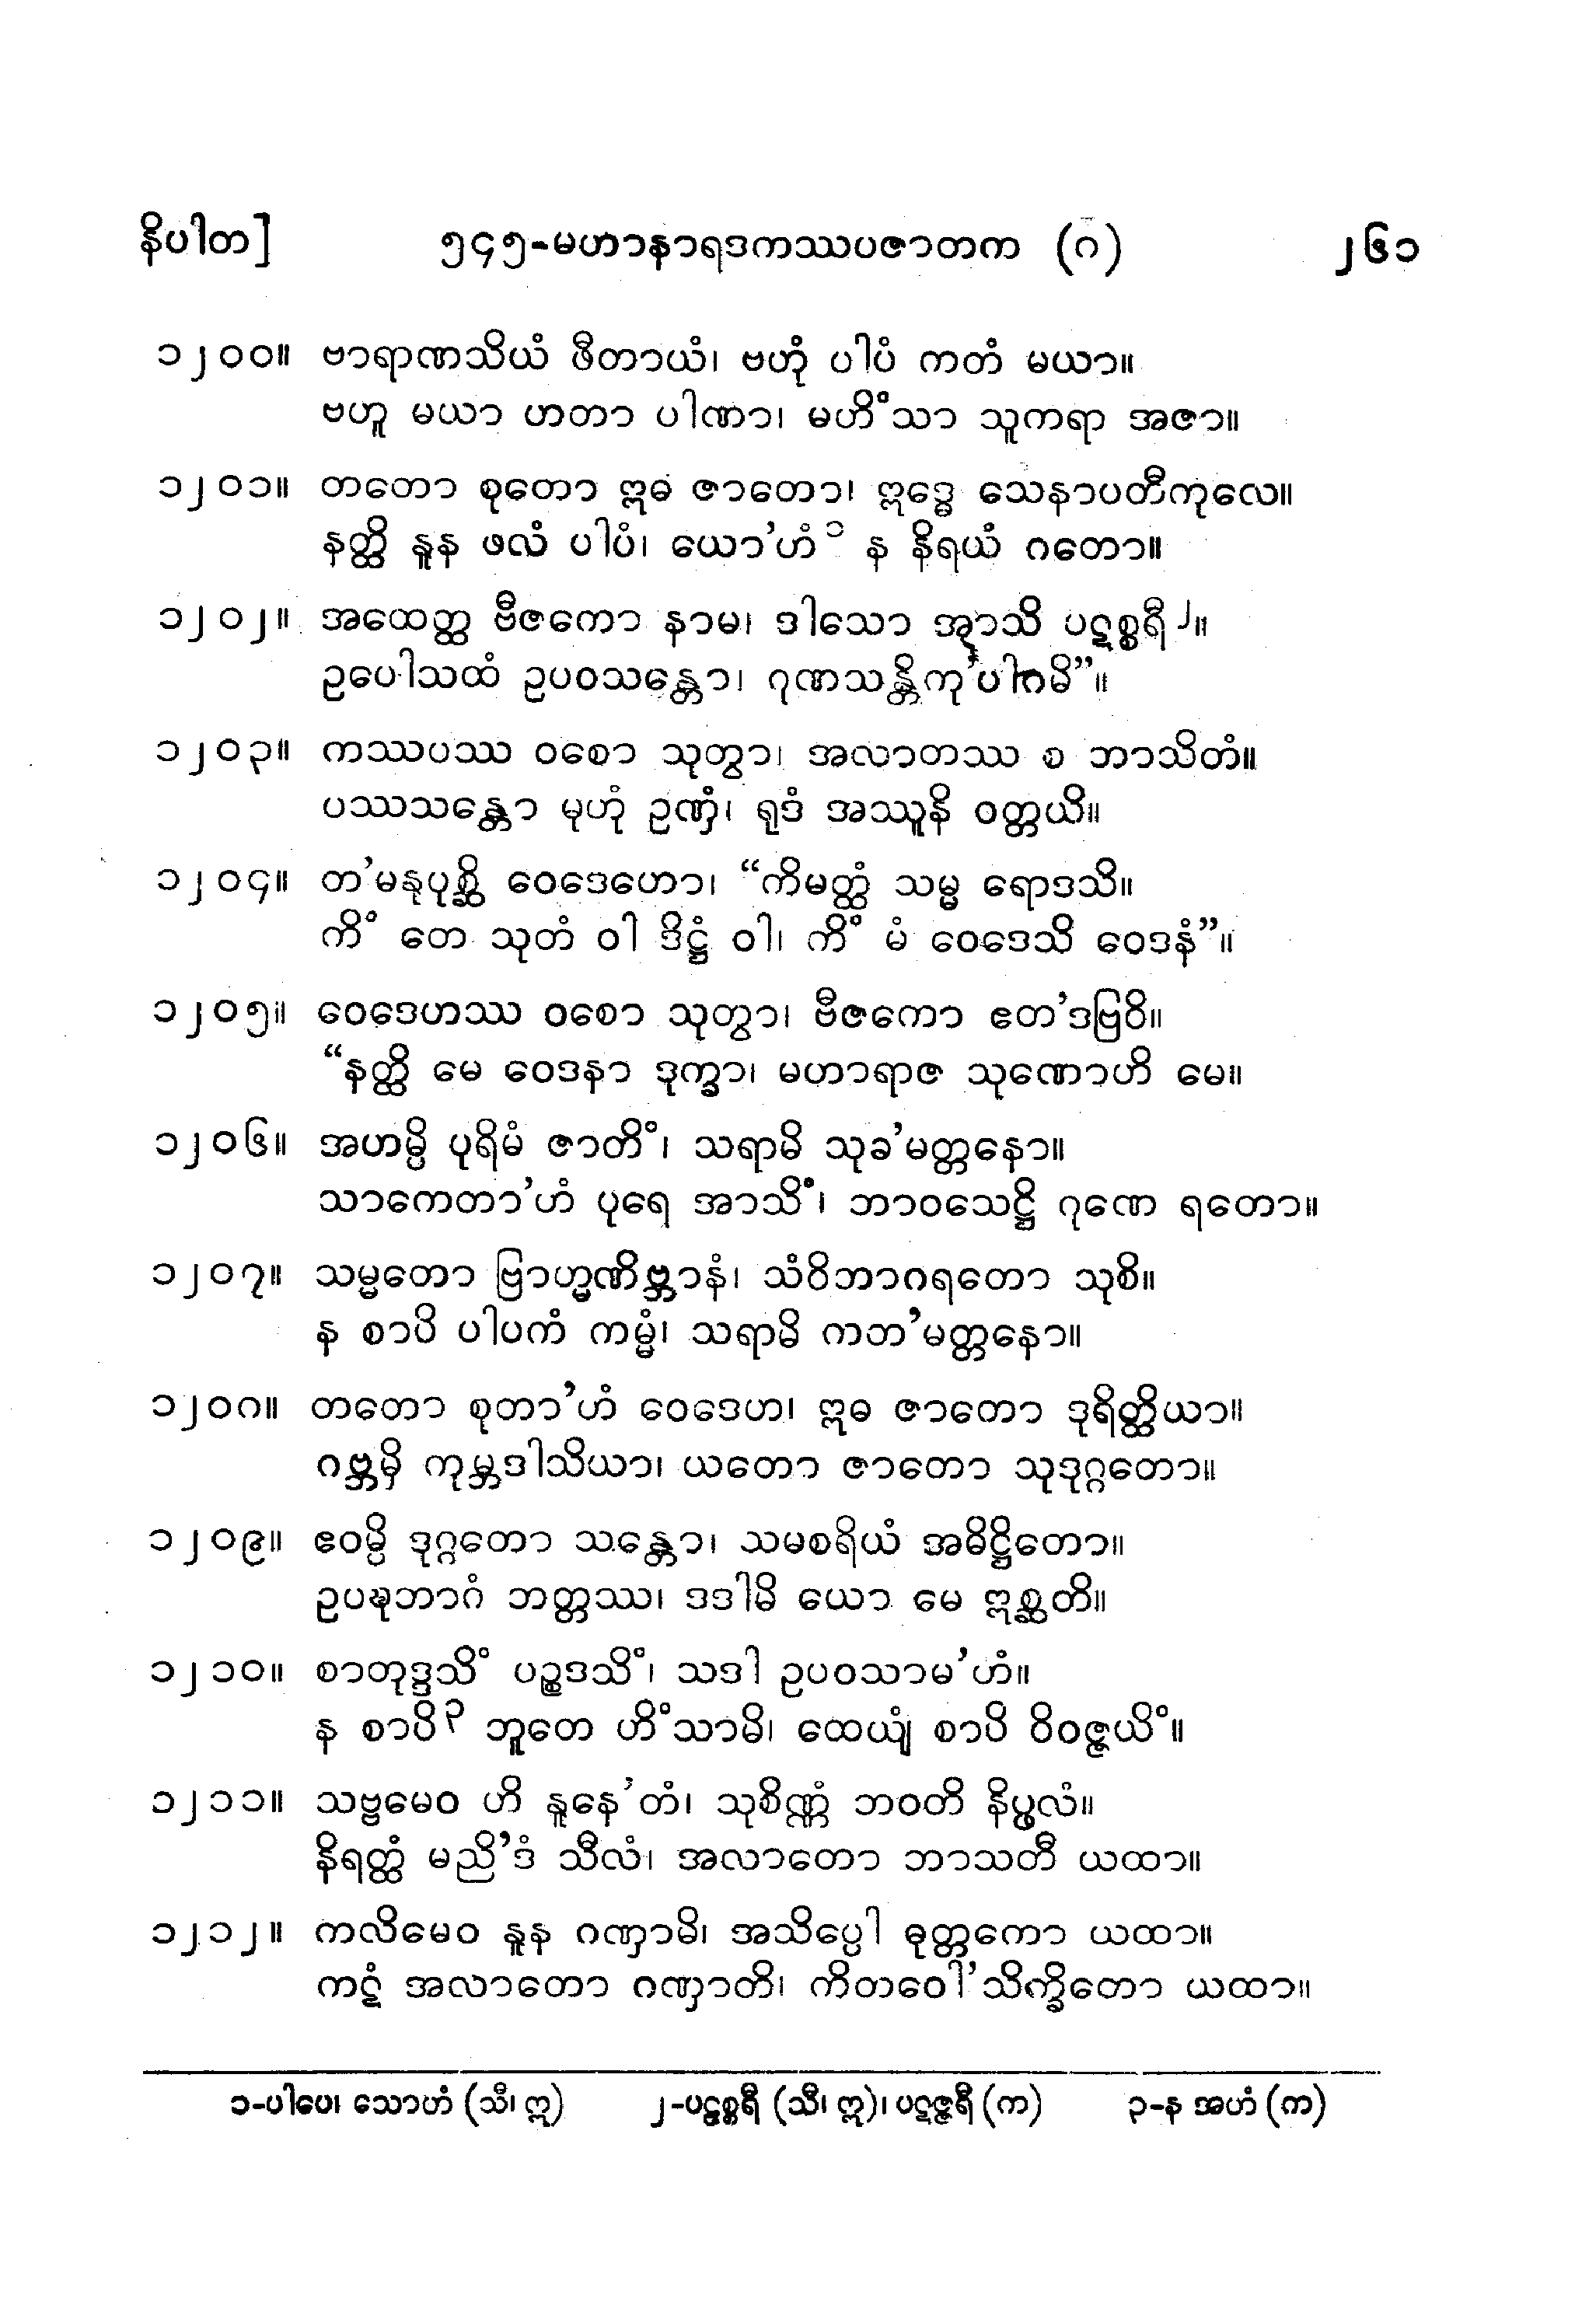 နိပါတ]
၅၄၅-မဟာနာရဒကဿပဇာတက (၈)
၂၆၁
၁၂၀၀။ ဗာရာဏသိယံ ဖီတာယံ၊ ဗဟုံ ပါပံ ကတံ မယာ။
ဗဟူ မယာ ဟတာ ပါဏာ၊ မဟိံသာ သူကရာ အဇာ။
၁၂၀၁။ တတော စုတော ဣဓ ဇာတော၊ ဣဒ္ဓေ သေနာပတီကုလေ။
နတ္ထိ နူန ဖလံ ပါပံ၊ ယော’ဟံ ၁ န နိရယံ ဂတော။
၁၂၀၂။ အထေတ္ထ ဗီဇကော နာမ၊ ဒါသော အာသိ ပဋစ္စရီ ၂။
ဥပေါသထံ ဥပဝသန္တော၊ ဂုဏသန္တိကု’ပါဂမိ”။
၁၂၀၃။ ကဿပဿ ဝစော သုတွာ၊ အလာတဿ စ ဘာသိတံ။
ပဿသန္တော မုဟုံ ဥဏှံ၊ ရုဒံ အဿူနိ ဝတ္တယိ။
၁၂၀၄။ တ’မနုပုစ္ဆိ ဝေဒေဟော၊ “ကိမတ္ထံ သမ္မ ရောဒသိ။
ကိံ တေ သုတံ ဝါ ဒိဋ္ဌံ ဝါ၊ ကိံ မံ ဝေဒေသိ ဝေဒနံ”။
၁၂၀၅။ ဝေဒေဟဿ ဝစော သုတွာ၊ ဗီဇကော ဧတ’ဒဗြဝိ။
“နတ္ထိ မေ ဝေဒနာ ဒုက္ခာ၊ မဟာရာဇ သုဏောဟိ မေ။
၁၂၀၆။ အဟမ္ပိ ပုရိမံ ဇာတိံ၊ သရာမိ သုခ’မတ္တနော။
သာကေတာ’ဟံ ပုရေ အာသိံ၊ ဘာဝသေဋ္ဌိ ဂုဏေ ရတော။
၁၂၀၇။ သမ္မတော ဗြာဟ္မဏိဗ္ဘာနံ၊ သံဝိဘာဂရတော သုစိ။
န စာပိ ပါပကံ ကမ္မံ၊ သရာမိ ကတ’မတ္တနော။
၁၂၀၈။ တတော စုတာ’ဟံ ဝေဒေဟ၊ ဣဓ ဇာတော ဒုရိတ္ထိယာ။
ဂဗ္ဘမှိ ကုမ္ဘဒါသိယာ၊ ယတော ဇာတော သုဒုဂ္ဂတော။
၁၂၀၉။ ဧဝမ္ပိ ဒုဂ္ဂတော သန္တော၊ သမစရိယံ အဓိဋ္ဌိတော။
ဥပဍ္ဎဘာဂံ ဘတ္တဿ၊ ဒဒါမိ ယော မေ ဣစ္ဆတိ။
၁၂၁၀။ စာတုဒ္ဒသိံ ပဉ္စဒသိံ၊ သဒါ ဥပဝသာမ’ဟံ။
န စာပိ ၃ ဘူတေ ဟိံသာမိ၊ ထေယျံ စာပိ ဝိဝဇ္ဇယိံ။
၁၂၁၁။ သဗ္ဗမေဝ ဟိ နူနေ’တံ၊ သုစိဏ္ဏံ ဘဝတိ နိပ္ဖလံ။
နိရတ္ထံ မညိ’ဒံ သီလံ၊ အလာတော ဘာသတီ ယထာ။
၁၂၁၂။ ကလိမေဝ နူန ဂဏှာမိ၊ အသိပ္ပေါ ဓုတ္တကော ယထာ။
ကဋံ အလာတော ဂဏှာတိ၊ ကိတဝေါ’သိက္ခိတော ယထာ။
၁-ပါပေ၊ သောဟံ (သီ၊ ဣ) ၂-ပဋစ္စရီ (သီ၊ ဣ)၊ ပဋဇ္ဇရီ (က) ၃-န အဟံ (က)